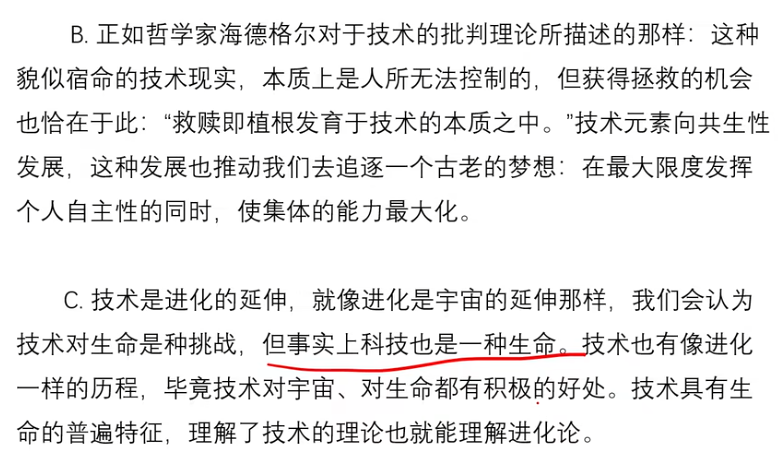 B. 正如哲学家海德格尔对于技术的批判理论所描述的那样：这种
貌似宿命的技术现实，本质上是人所无法控制的，但获得拯救的机会
也恰在于此：“救赎即植根发育于技术的本质之中。”技术元素向共生性
发展，这种发展也推动我们去追逐一个古老的梦想：在最大限度发挥
个人自主性的同时，使集体的能力最大化。
C. 技术是进化的延伸，就像进化是宇宙的延伸那样，我们会认为
技术对生命是种挑战，但事实上科技也是一种生命。技术也有像进化
一样的历程，毕竟技术对宇宙、对生命都有积极的好处。技术具有生
命的普遍特征，理解了技术的理论也就能理解进化论。